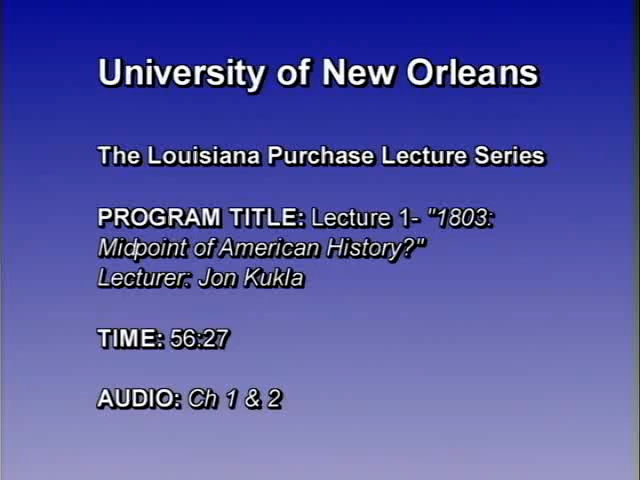 University of New Orleans
The Louisiana Purchase Lecture Series
PROGRAM TITLE: Lecture 1- "1803:
Midpoint of American History?"
Lecturer: Jon Kukla
TIME: 56:27
AUDIO: Ch 1 & 2